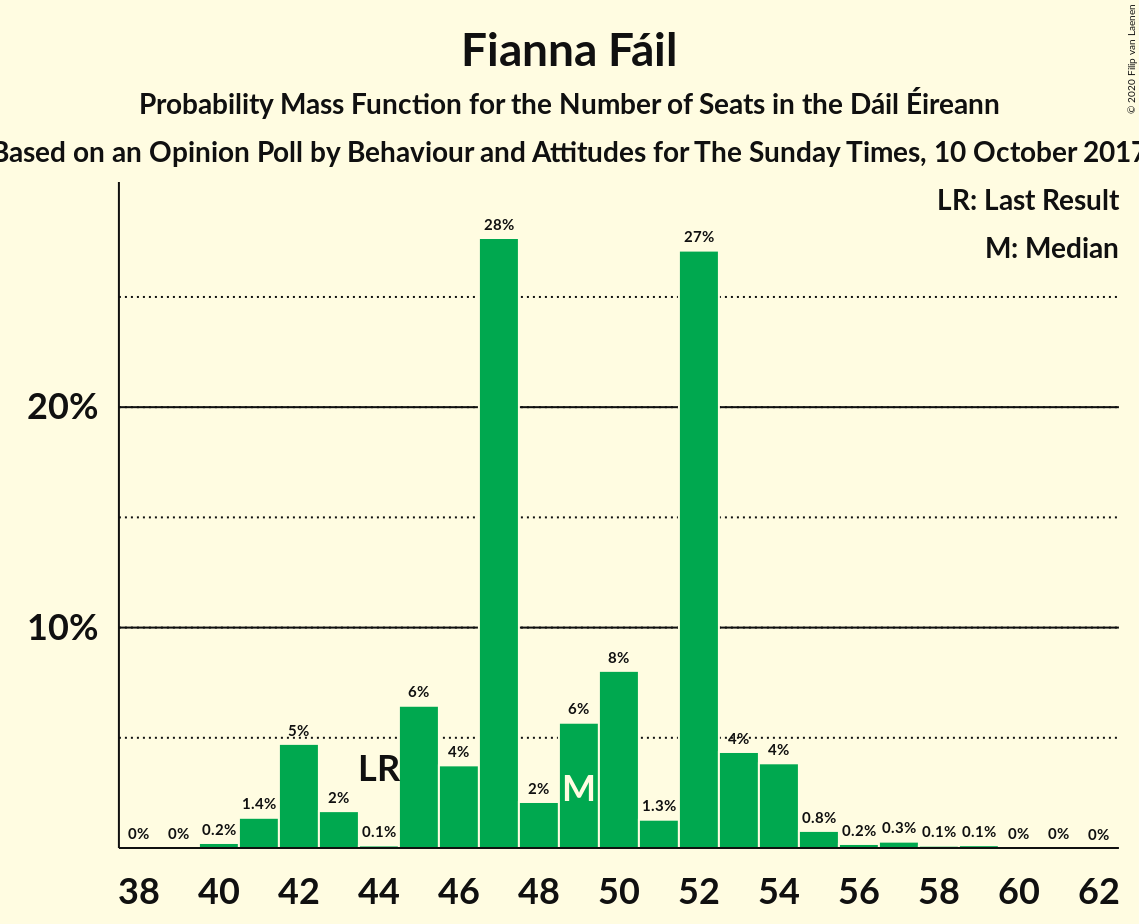 Fianna Fáil
Probability Mass Function for the Number of Seats in the Dáil Éireann
Based on an Opinion Poll by Behaviour and Attitudes for The Sunday Times, 10 October 2017
© 2020 Filip van Laenen
LR: Last Result
M: Median
20%
10%
0% 0% 0.2% 1.4% 5% 2% 0.1% 6% 4% 28% 2% 6% 8% 1.3% 27% 4% 4% 0.8% 0.2% 0.3% 0.1% 0.1% 0% 0% 0%
LR
M
38 40 42 44 46 48 50 52 54 56 58 60 62